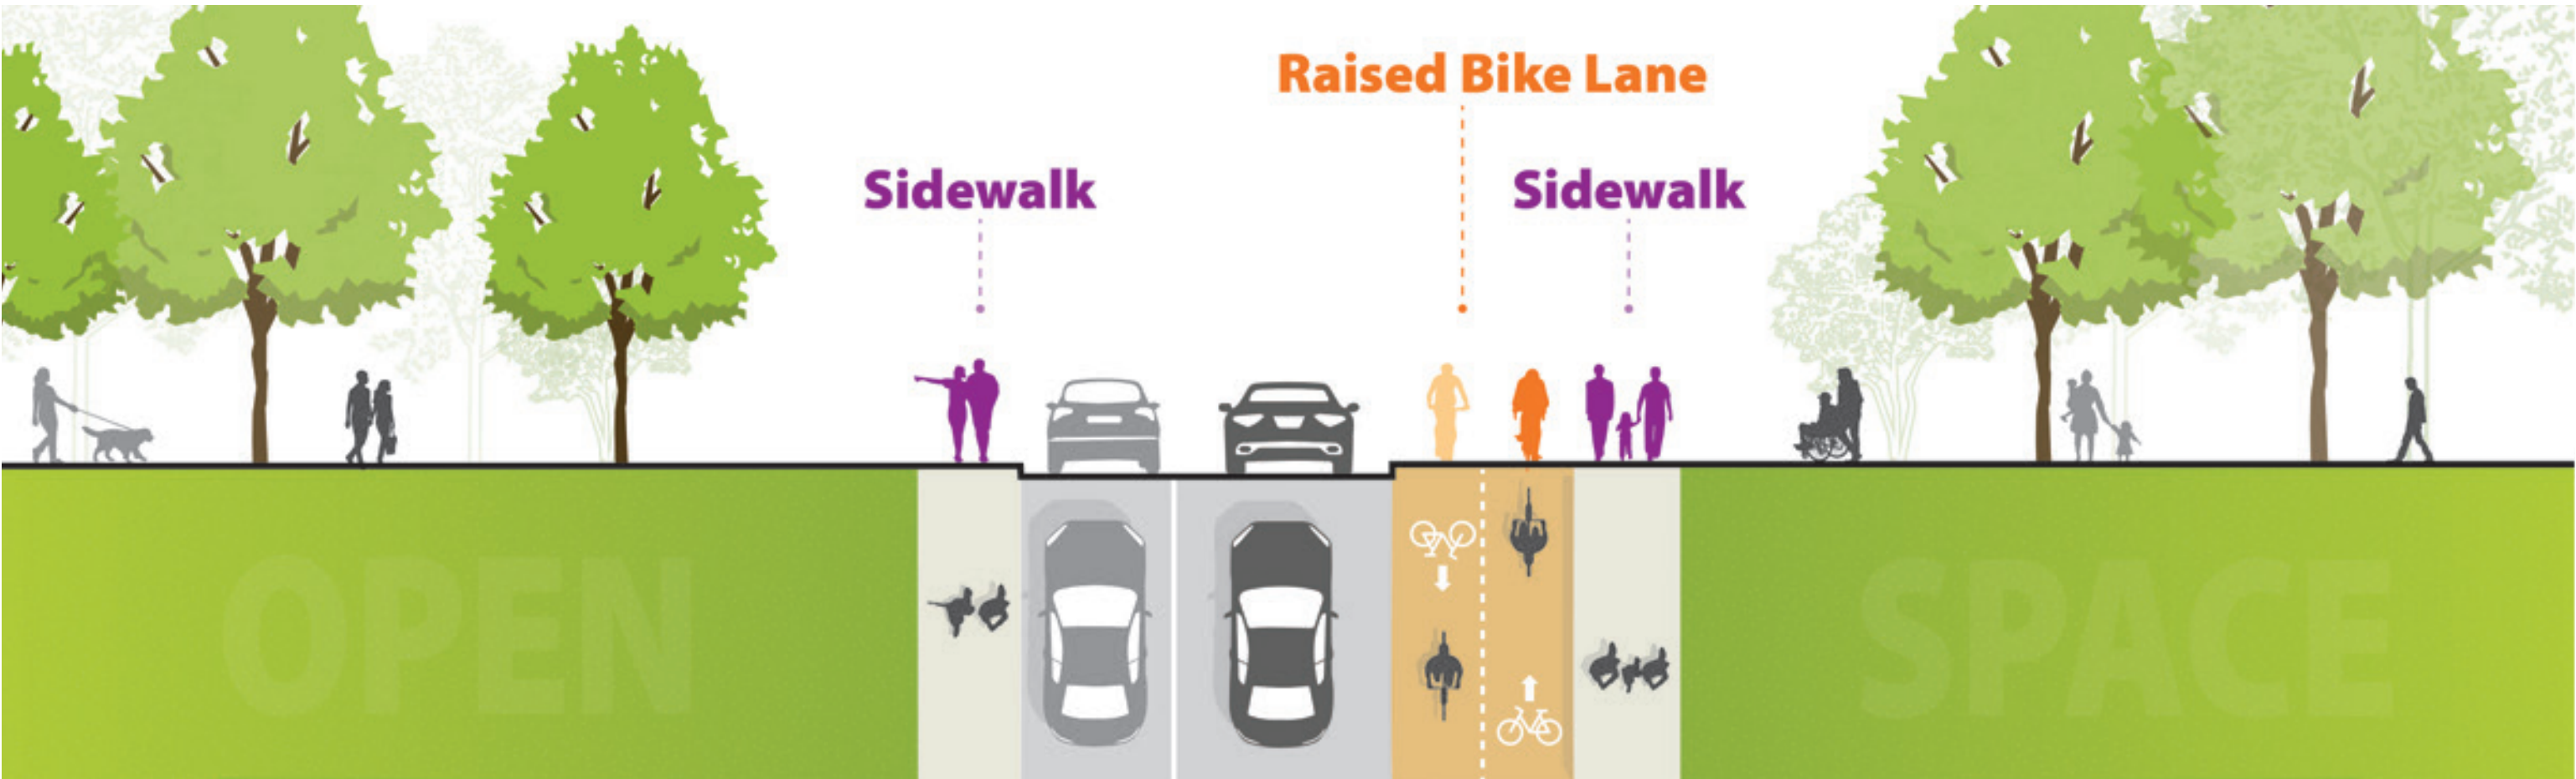 Raised Bike Lane
Sidewalk
Sidewalk
OPEN
SPACE